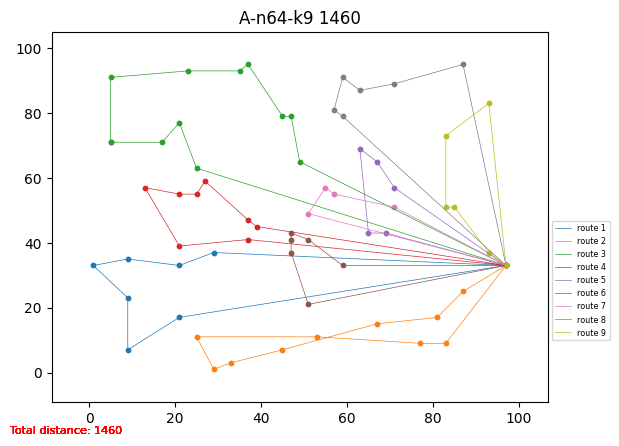 A-n64-k9 1460
100
80
60
40
20
0
0 20 40 60 80 100
route 1
route 2
route 3
route 4
route 5
route 6
route 7
route 8
route 9
Total distance: 1460